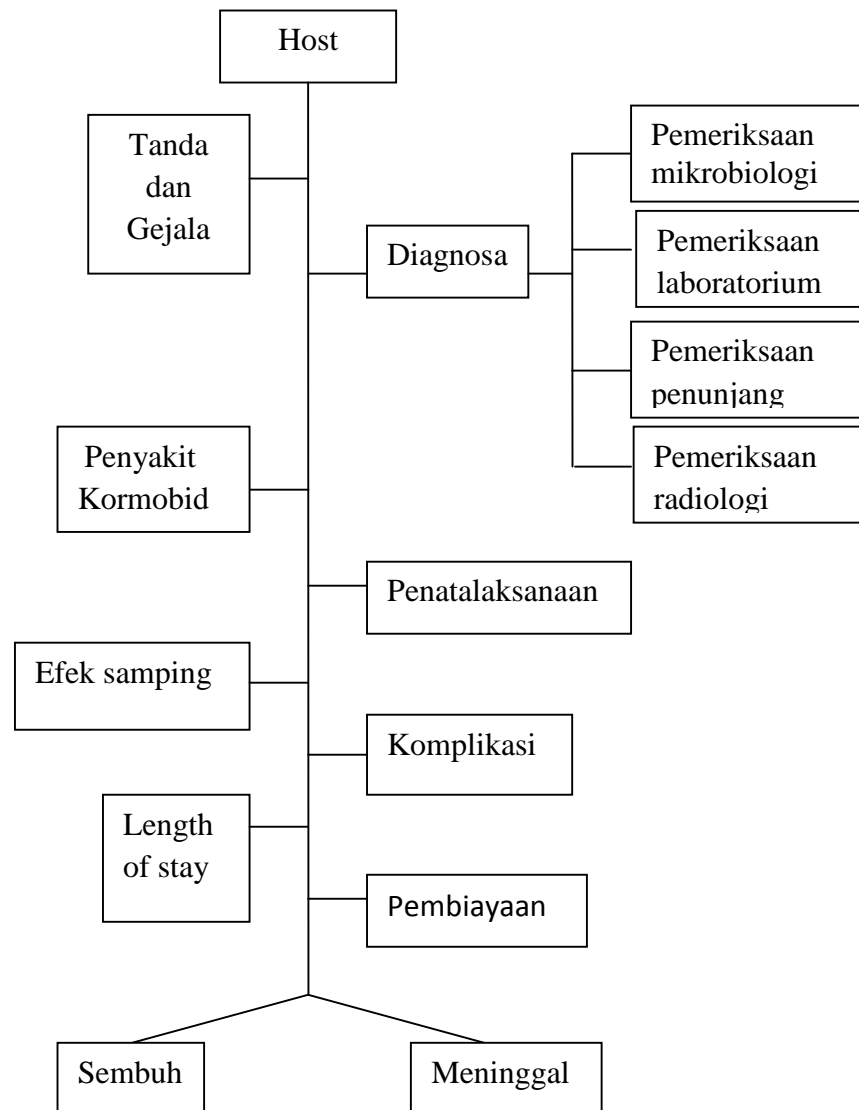 Host
Tanda
dan
Gejala
Diagnosa
Pemeriksaan
mikrobiologi
Pemeriksaan
laboratorium
Pemeriksaan
penunjang
Pemeriksaan
radiologi
Penyakit
Kormobid
Penatalaksanaan
Efek samping
Komplikasi
Length
of stay
Pembiayaan
Sembuh
Meninggal